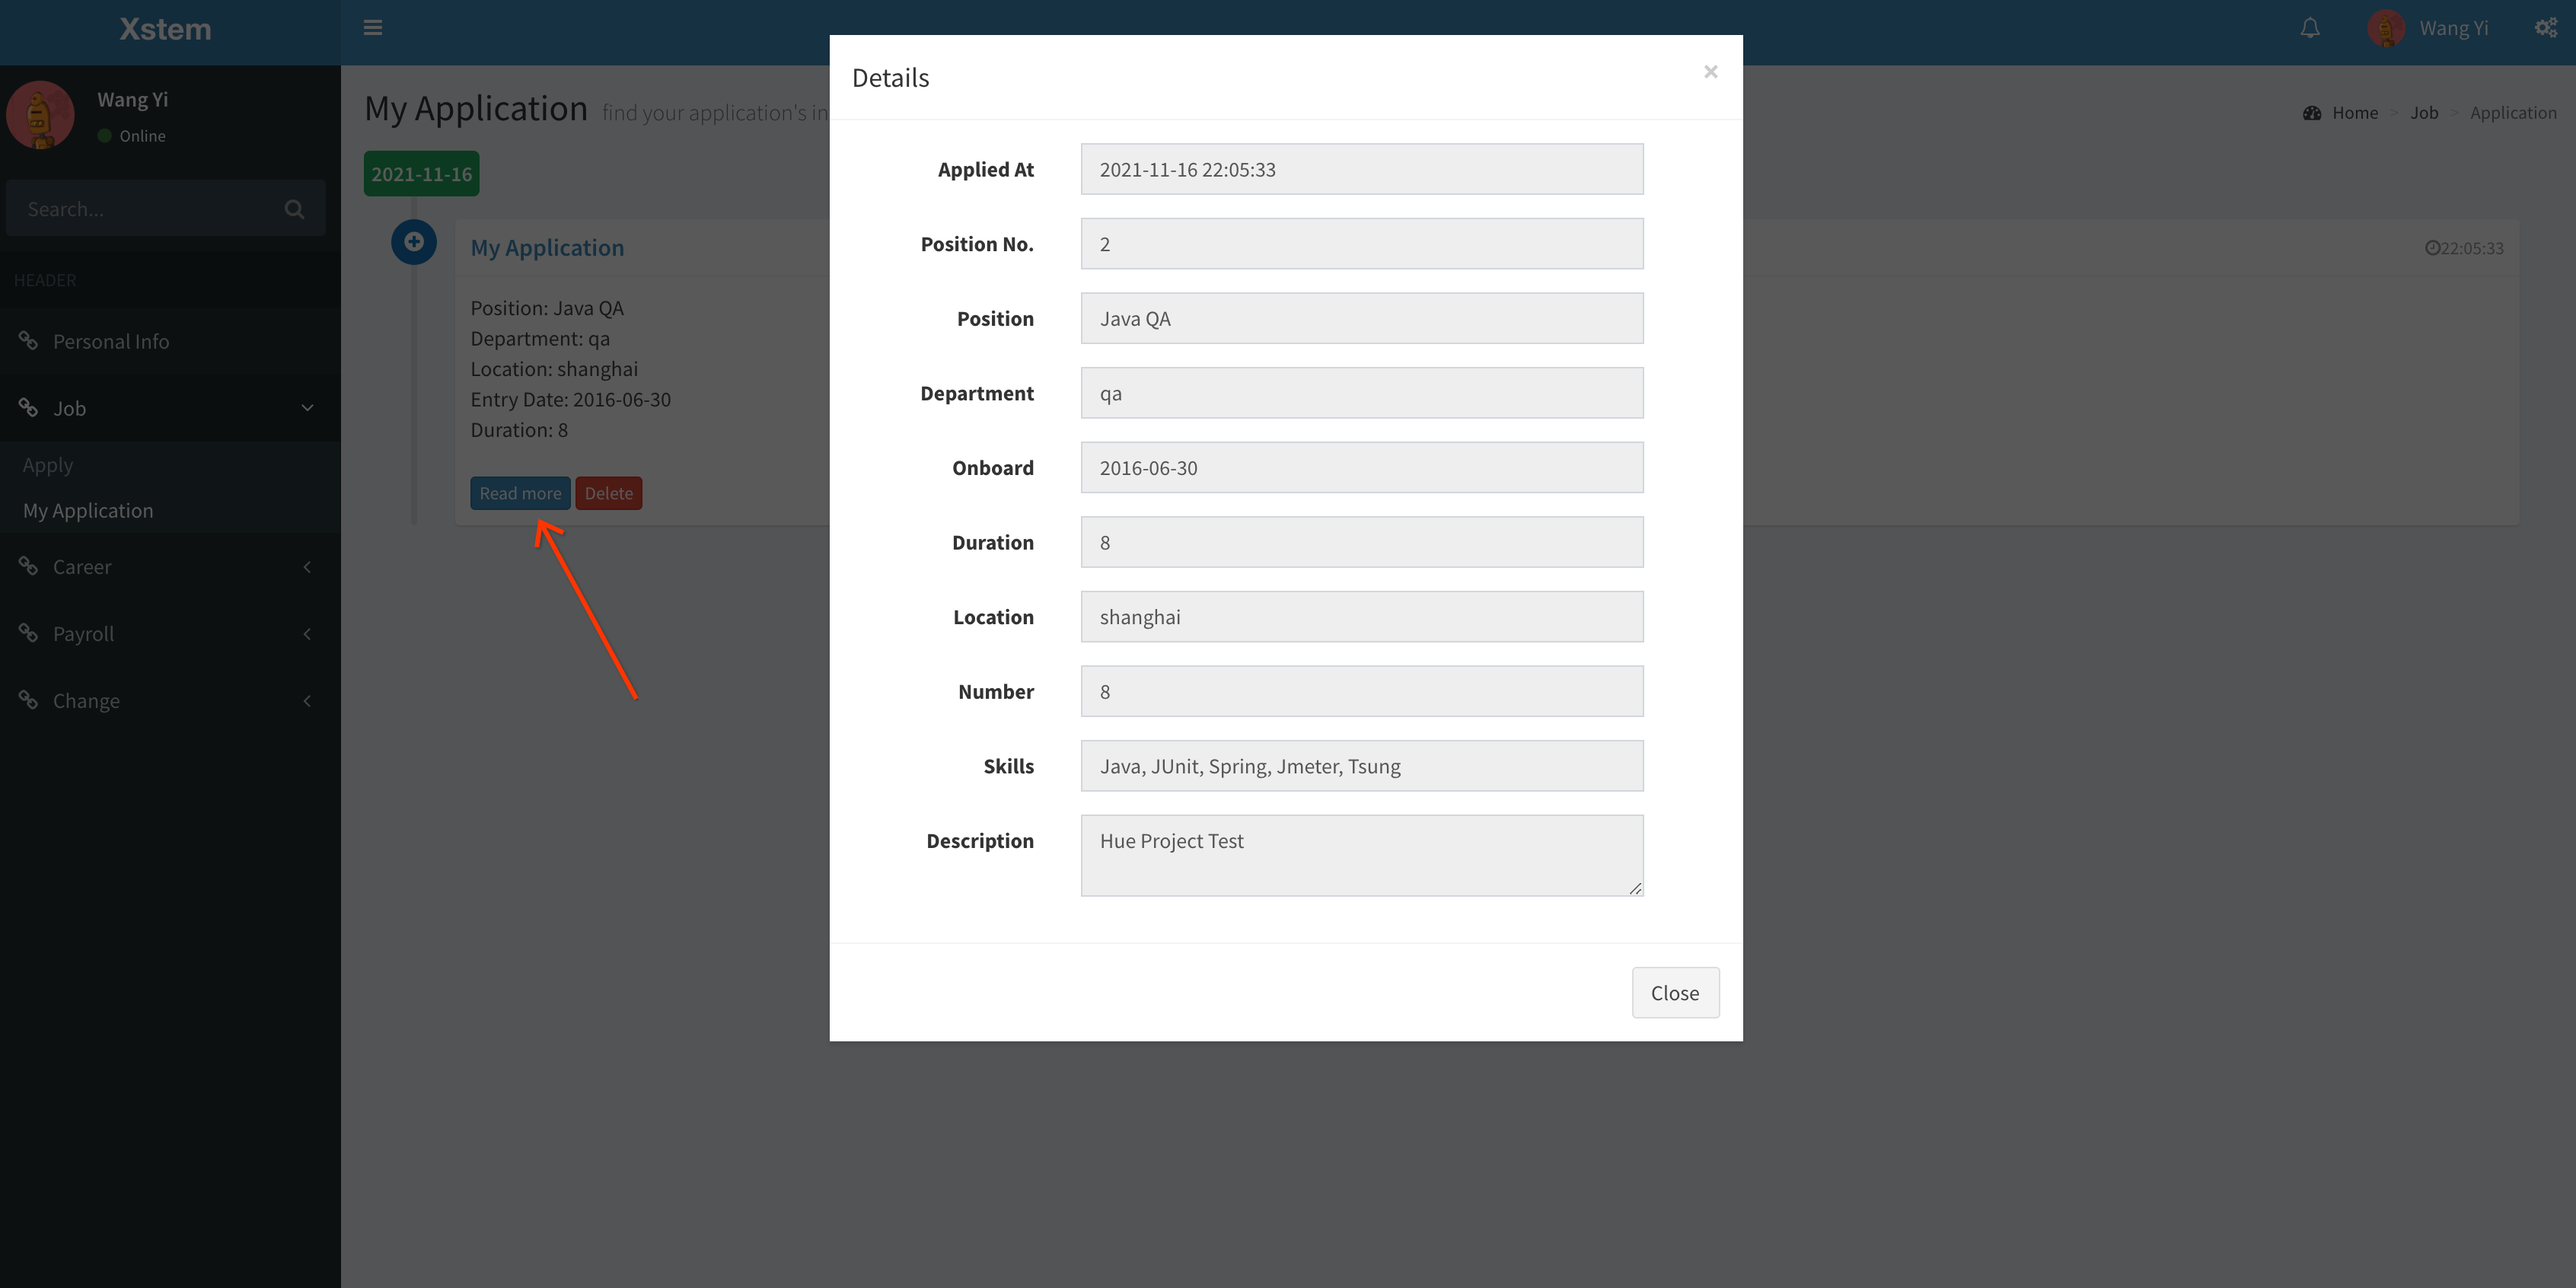 Xstem
Wang Yi
Wang Yi
Online
Search...
HEADER
Personal Info
Job
Apply
My Application
Career
Payroll
Change
My Application find your application's in
Home > Job > Application
2021-11-16
My Application
22:05:33
Position: Java QA
Department: qa
Location: shanghai
Entry Date: 2016-06-30
Duration: 8
Read more Delete
Details ×
Applied At 2021-11-16 22:05:33
Position No. 2
Position Java QA
Department qa
Onboard 2016-06-30
Duration 8
Location shanghai
Number 8
Skills Java, JUnit, Spring, Jmeter, Tsung
Description Hue Project Test
Close